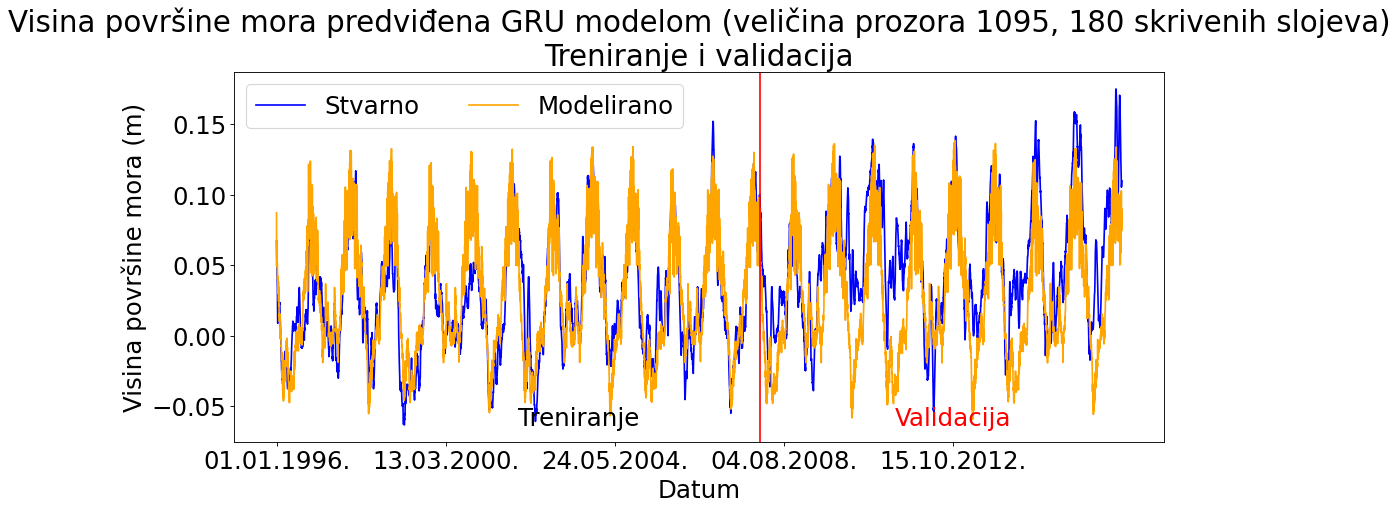 Visina površine mora predviđena GRU modelom (veličina prozora 1095, 180 skrivenih slojeva)
Treniranje i validacija
Stvarno
Modelirano
Visina površine mora (m)
0.15
0.10
0.05
0.00
−0.05
Treniranje
Validacija
01.01.1996.
13.03.2000.
24.05.2004.
04.08.2008.
15.10.2012.
Datum